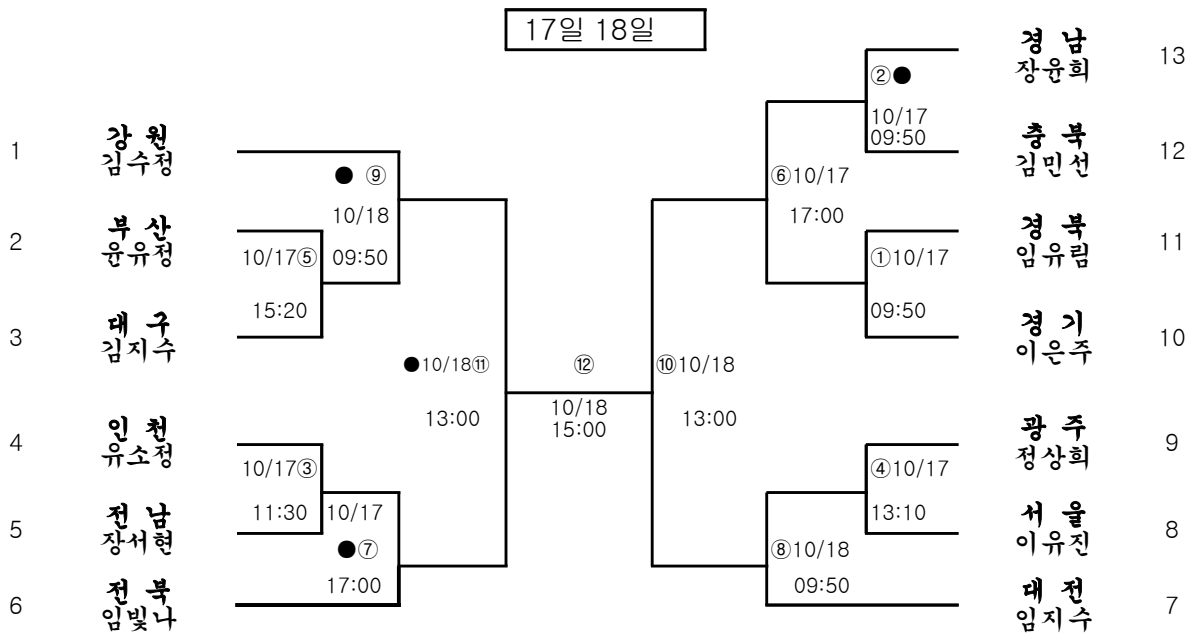 17일 18일
1
강 원
김수정
2
부 산
윤유정
3
대 구
김지수
4
인 천
유소정
5
전 남
장서현
6
전 북
임빛나
● ⑨
10/18
09:50
10/17⑤
15:20
10/17③
11:30
10/17
●⑦
17:00
●10/18⑪
13:00
⑫
10/18
15:00
⑩10/18
13:00
②●
10/17
09:50
⑥10/17
17:00
①10/17
09:50
④10/17
13:10
⑧10/18
09:50
경 남
장윤희
13
충 북
김민선
12
경 북
임유림
11
경 기
이은주
10
광 주
정상희
9
서 울
이유진
8
대 전
임지수
7